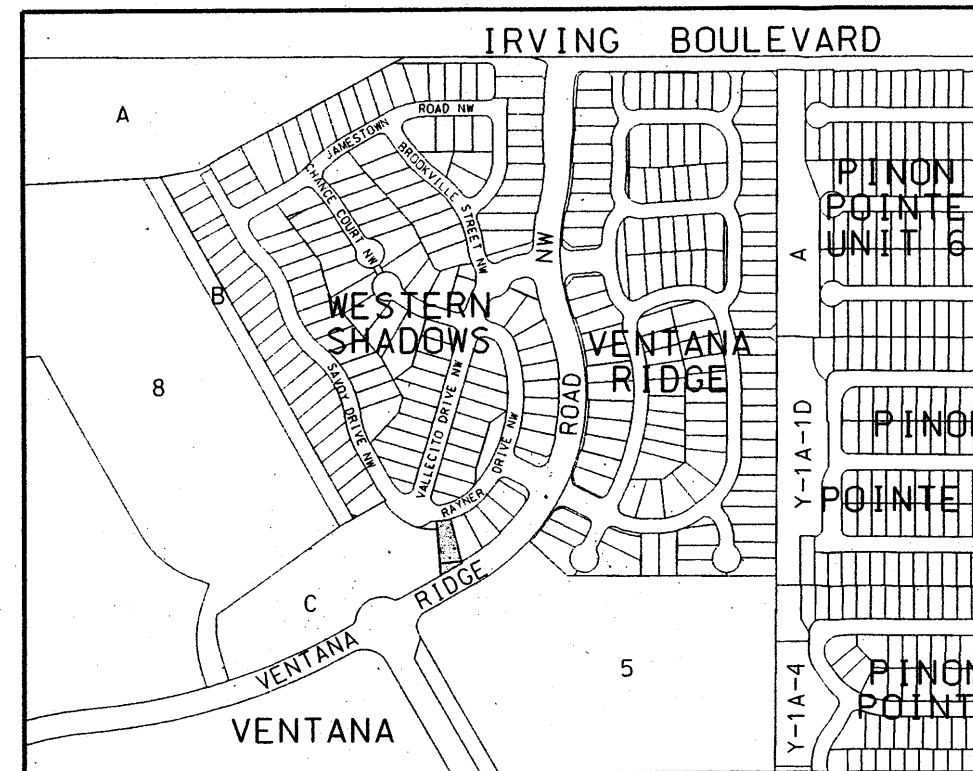 IRVING BOULEVARD
A
ROAD NW
JAMESTOWN
BROOKVILLE STREET NW
CHANCE COURT NW
NW
PINON
POINTE
UNIT 6
A
B
WESTERN
SHADOWS
VENTANA
RIDGE
8
SAVOY DRIVE NW
VALLECITO DRIVE NW
RAYNER DRIVE NW
ROAD
Y-1A-1D
PINON
POINTE
C
RIDGE
VENTANA
5
Y-1A-4
PINON
POINT
VENTANA